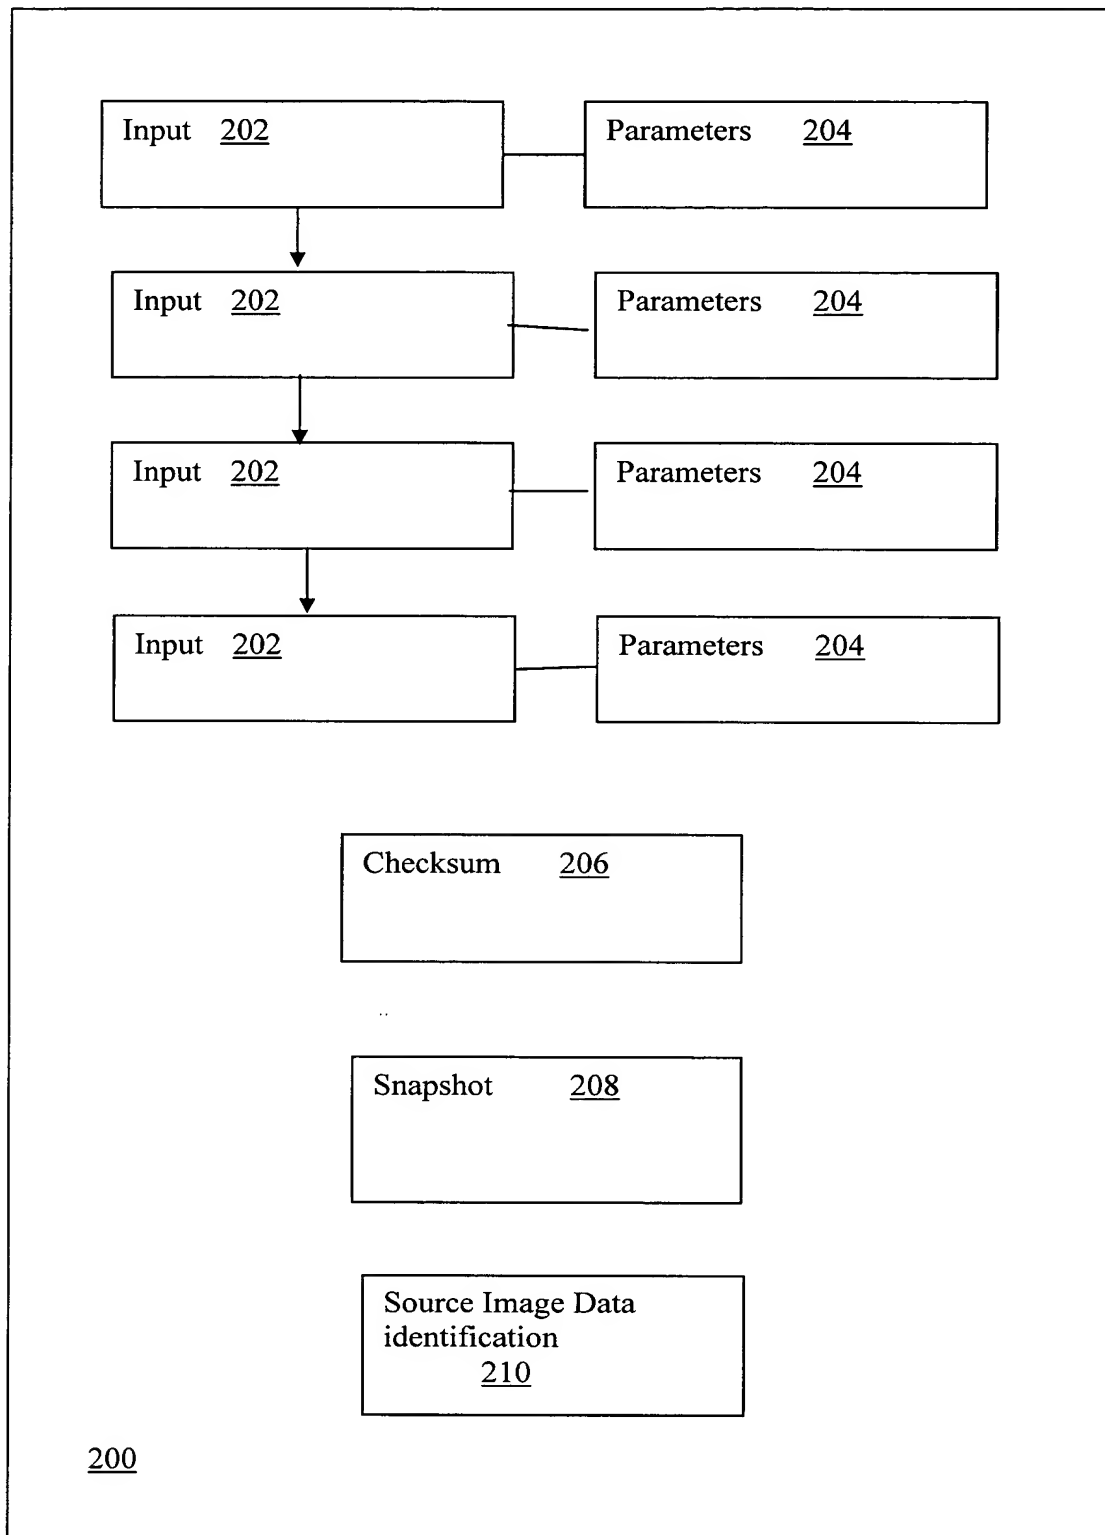 Input 202
Parameters 204
Input 202
Parameters 204
Input 202
Parameters 204
Input 202
Parameters 204
Checksum 206
Snapshot 208
Source Image Data
identification
210
200